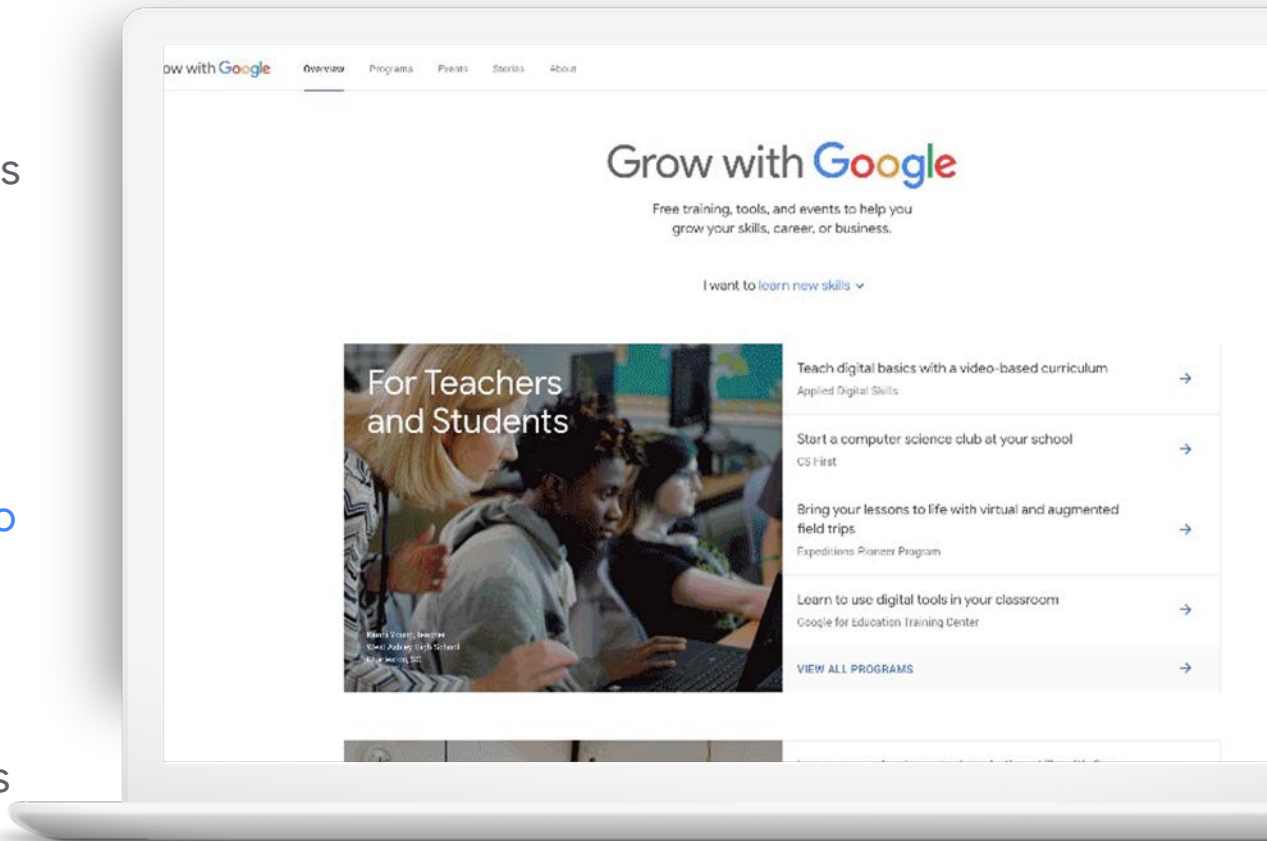 s
o
s
ow with Google
Overview Programs Events Stories About
Grow with Google
Free training, tools, and events to help you
grow your skills, career, or business.
I want to learn new skills
For Teachers
and Students
Teacher
High School
Teach digital basics with a video-based curriculum
Applied Digital Skills
Start a computer science club at your school
CS First
Bring your lessons to life with virtual and augmented
field trips
Expeditions Pioneer Program
Learn to use digital tools in your classroom
Google for Education Training Center
VIEW ALL PROGRAMS